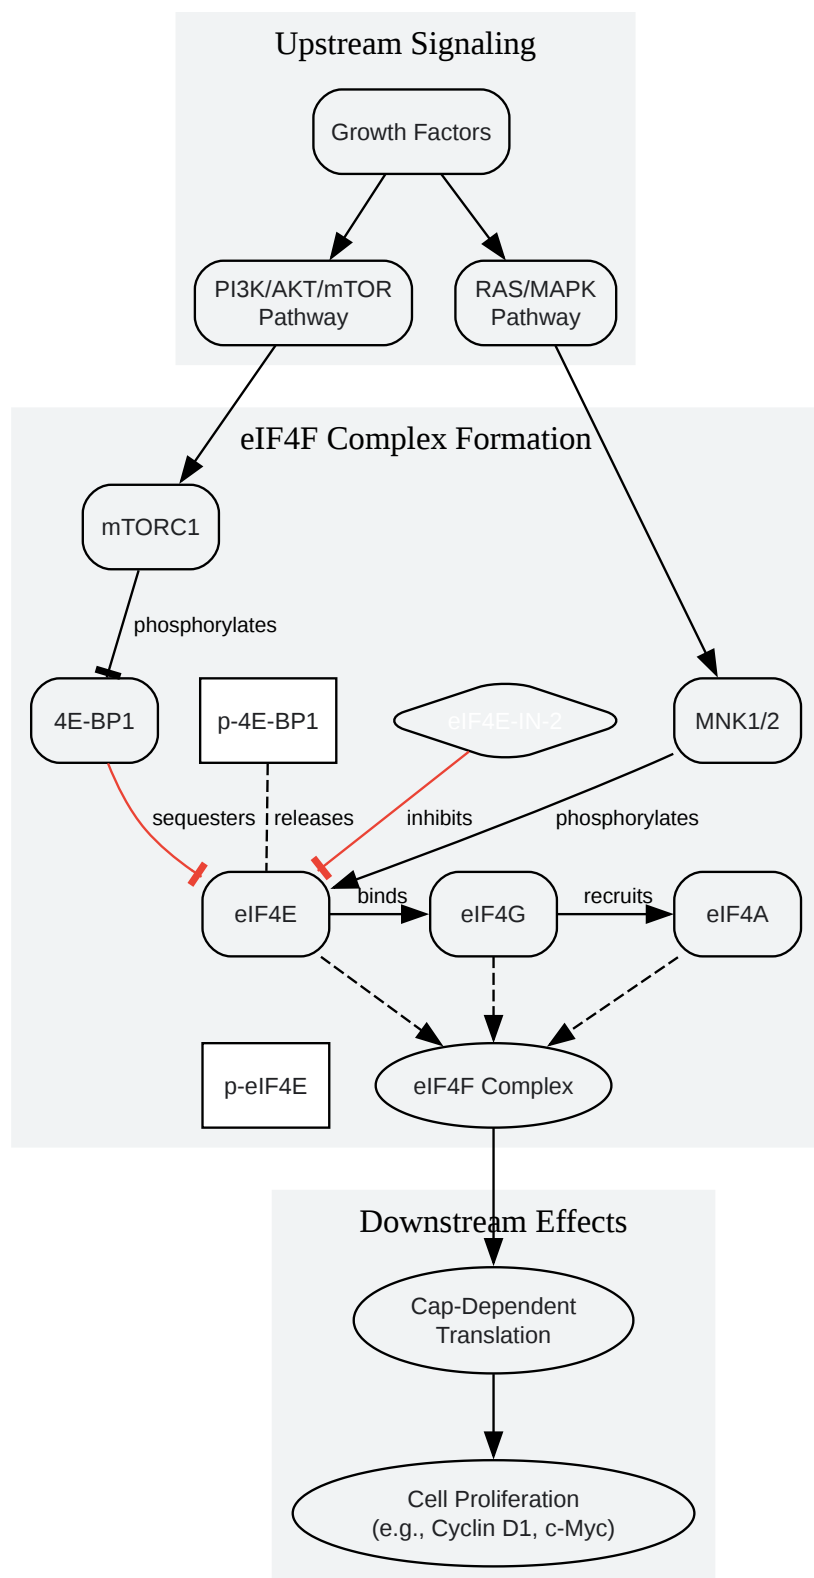 Upstream Signaling
Growth Factors
PI3K/AKT/mTOR
Pathway
RAS/MAPK
Pathway
eIF4F Complex Formation
mTORC1
phosphorylates
4E-BP1
p-4E-BP1
eIF4E-IN-2
MNK1/2
sequesters
releases
inhibits
phosphorylates
eIF4E
binds
eIF4G
recruits
eIF4A
p-eIF4E
eIF4F Complex
Downstream Effects
Cap-Dependent
Translation
Cell Proliferation
(e.g., Cyclin D1, c-Myc)